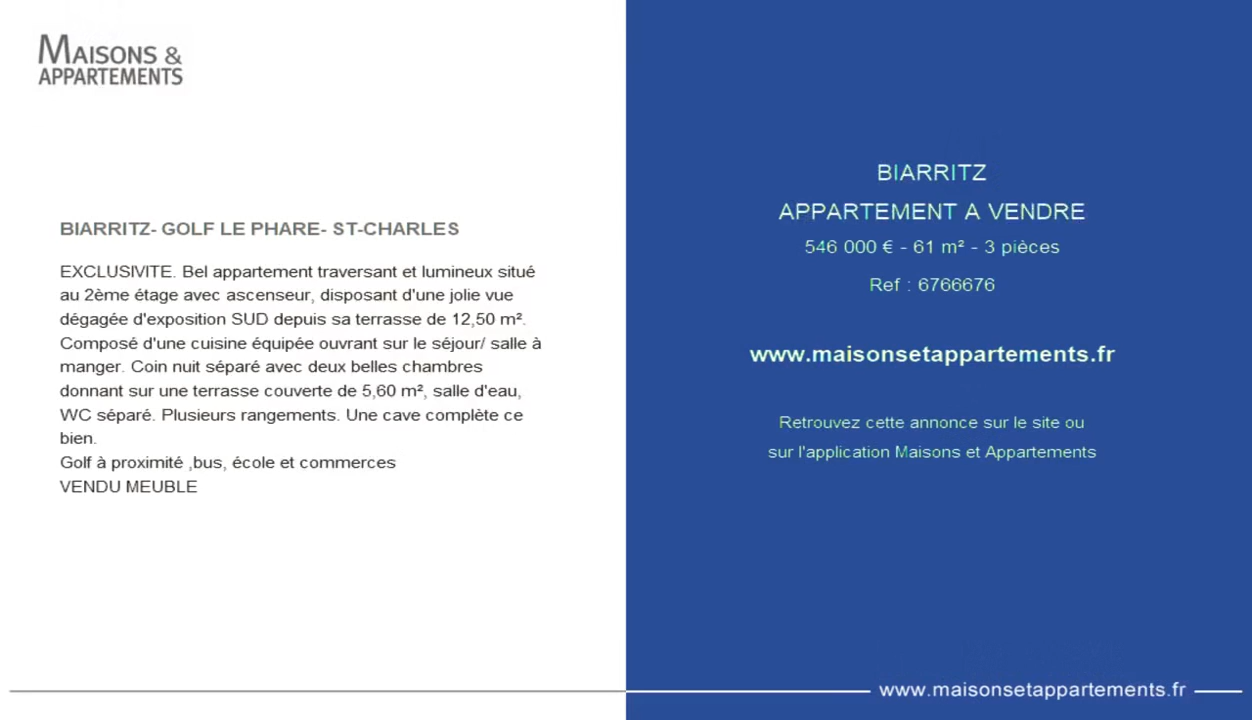 MAISONS &
APPARTEMENTS
BIARRITZ- GOLF LE PHARE- ST-CHARLES
EXCLUSIVITE. Bel appartement traversant et lumineux situé
au 2ème étage avec ascenseur, disposant d'une jolie vue
dégagée d'exposition SUD depuis sa terrasse de 12,50 m².
Composé d'une cuisine équipée ouvrant sur le séjour/ salle à
manger. Coin nuit séparé avec deux belles chambres
donnant sur une terrasse couverte de 5,60 m², salle d'eau,
WC séparé. Plusieurs rangements. Une cave complète ce
bien.
Golf à proximité ,bus, école et commerces
VENDU MEUBLE
BIARRITZ
APPARTEMENT A VENDRE
546 000 € - 61 m² - 3 pièces
Ref : 6766676
www.maisonsetappartements.fr
Retrouvez cette annonce sur le site ou
sur l'application Maisons et Appartements
www.maisonsetappartements.fr